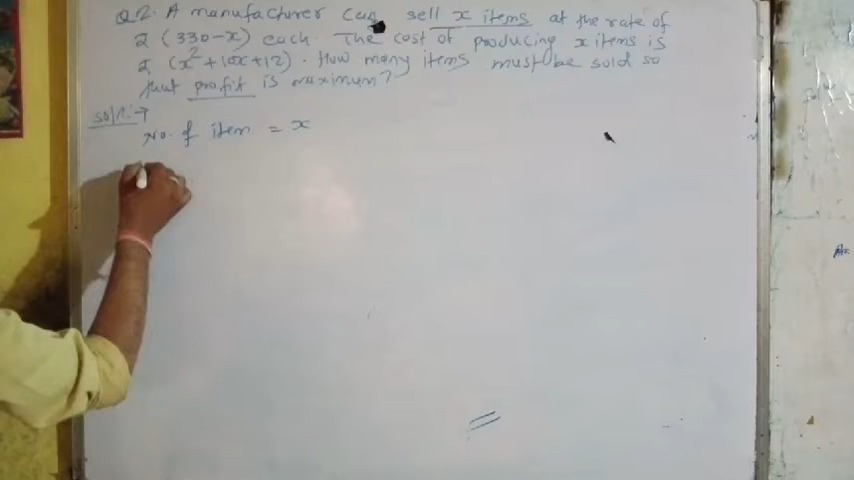 Q2. A manufacturer can sell x items at the rate of
₹ (330-x) each. The cost of producing x items is
₹ (x² + 10x + 12). How many items must be sold so
that profit is maximum?
soln:→
No. of item = x